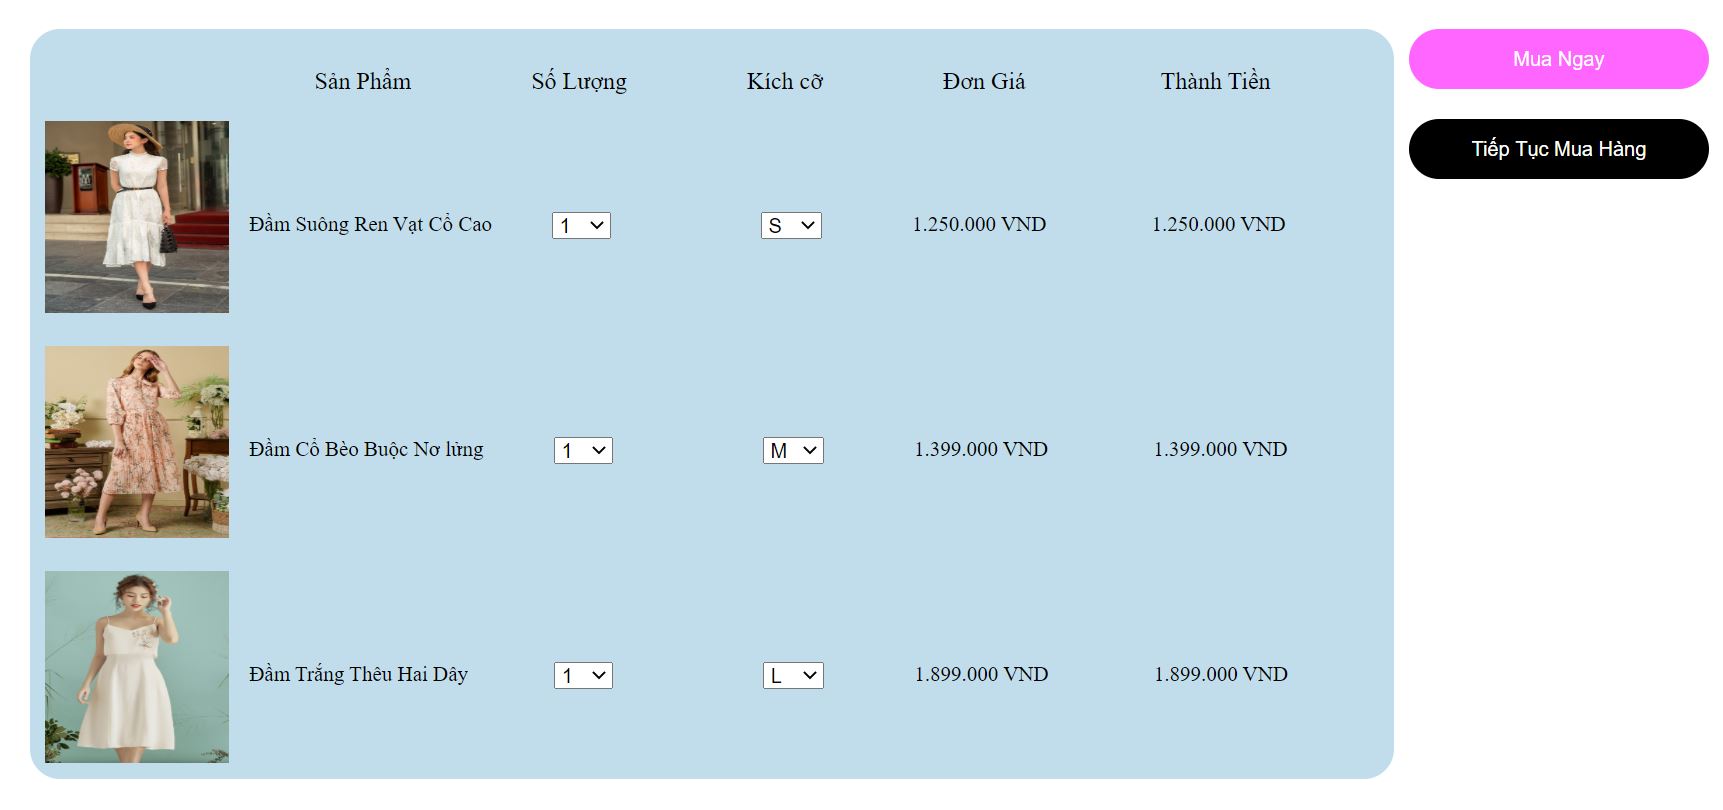 Sản Phẩm Số Lượng Kích cỡ Đơn Giá Thành Tiền
Đầm Suông Ren Vạt Cổ Cao 1 S 1.250.000 VND 1.250.000 VND
Đầm Cổ Bèo Buộc Nơ lửng 1 M 1.399.000 VND 1.399.000 VND
Đầm Trắng Thêu Hai Dây 1 L 1.899.000 VND 1.899.000 VND
Mua Ngay
Tiếp Tục Mua Hàng